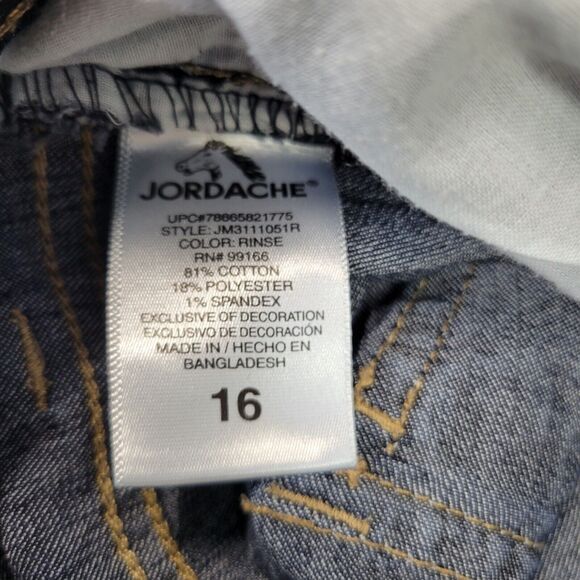 JORDACHE®
UPC#78665821775
STYLE: JM3111051R
COLOR: RINSE
RN# 99166
81% COTTON
18% POLYESTER
1% SPANDEX
EXCLUSIVE OF DECORATION
EXCLUSIVO DE DECORACIÓN
MADE IN / HECHO EN
BANGLADESH
16